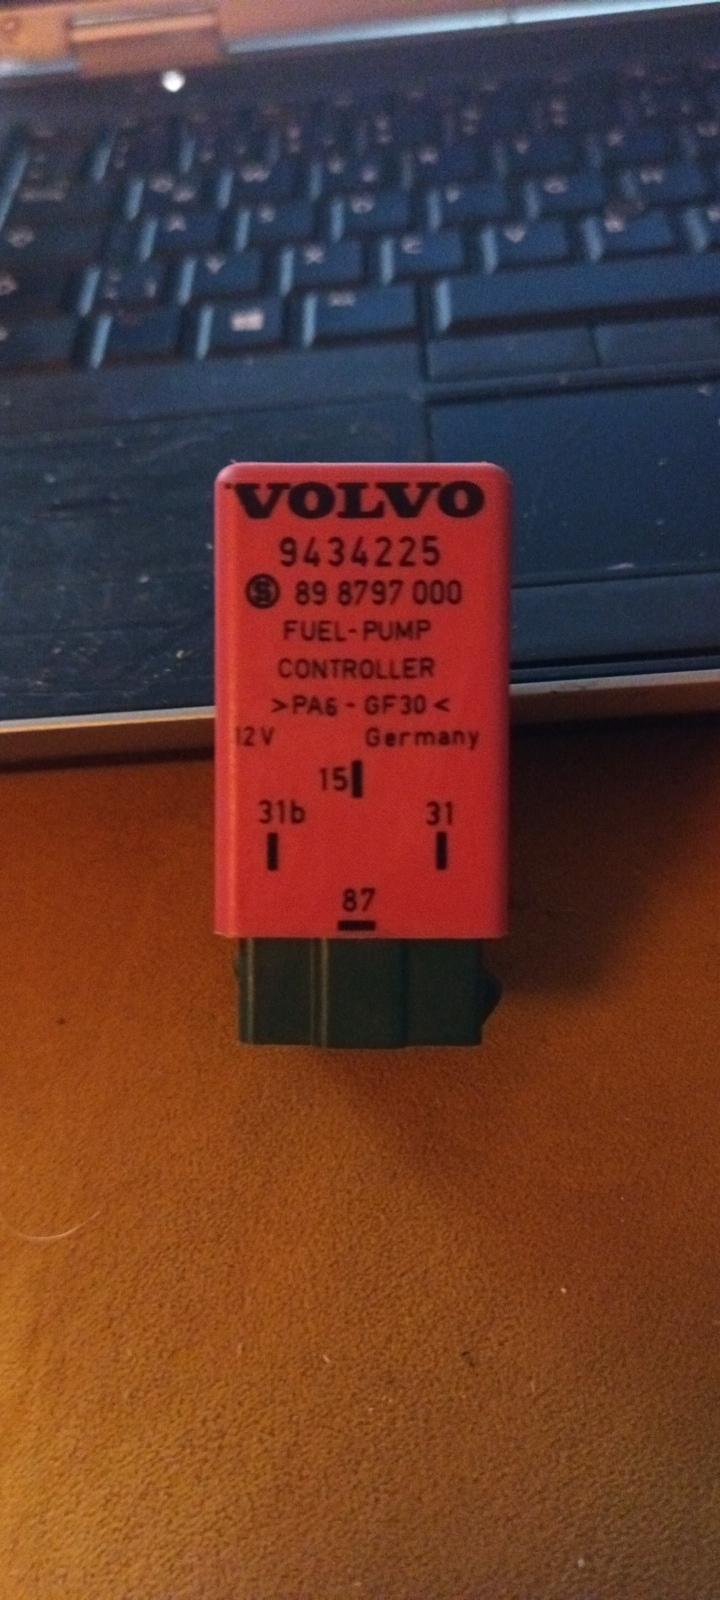 VOLVO
9434225
89 8797 000
FUEL-PUMP
CONTROLLER
>PA6 - GF30<
12V Germany
15
31b 31
87